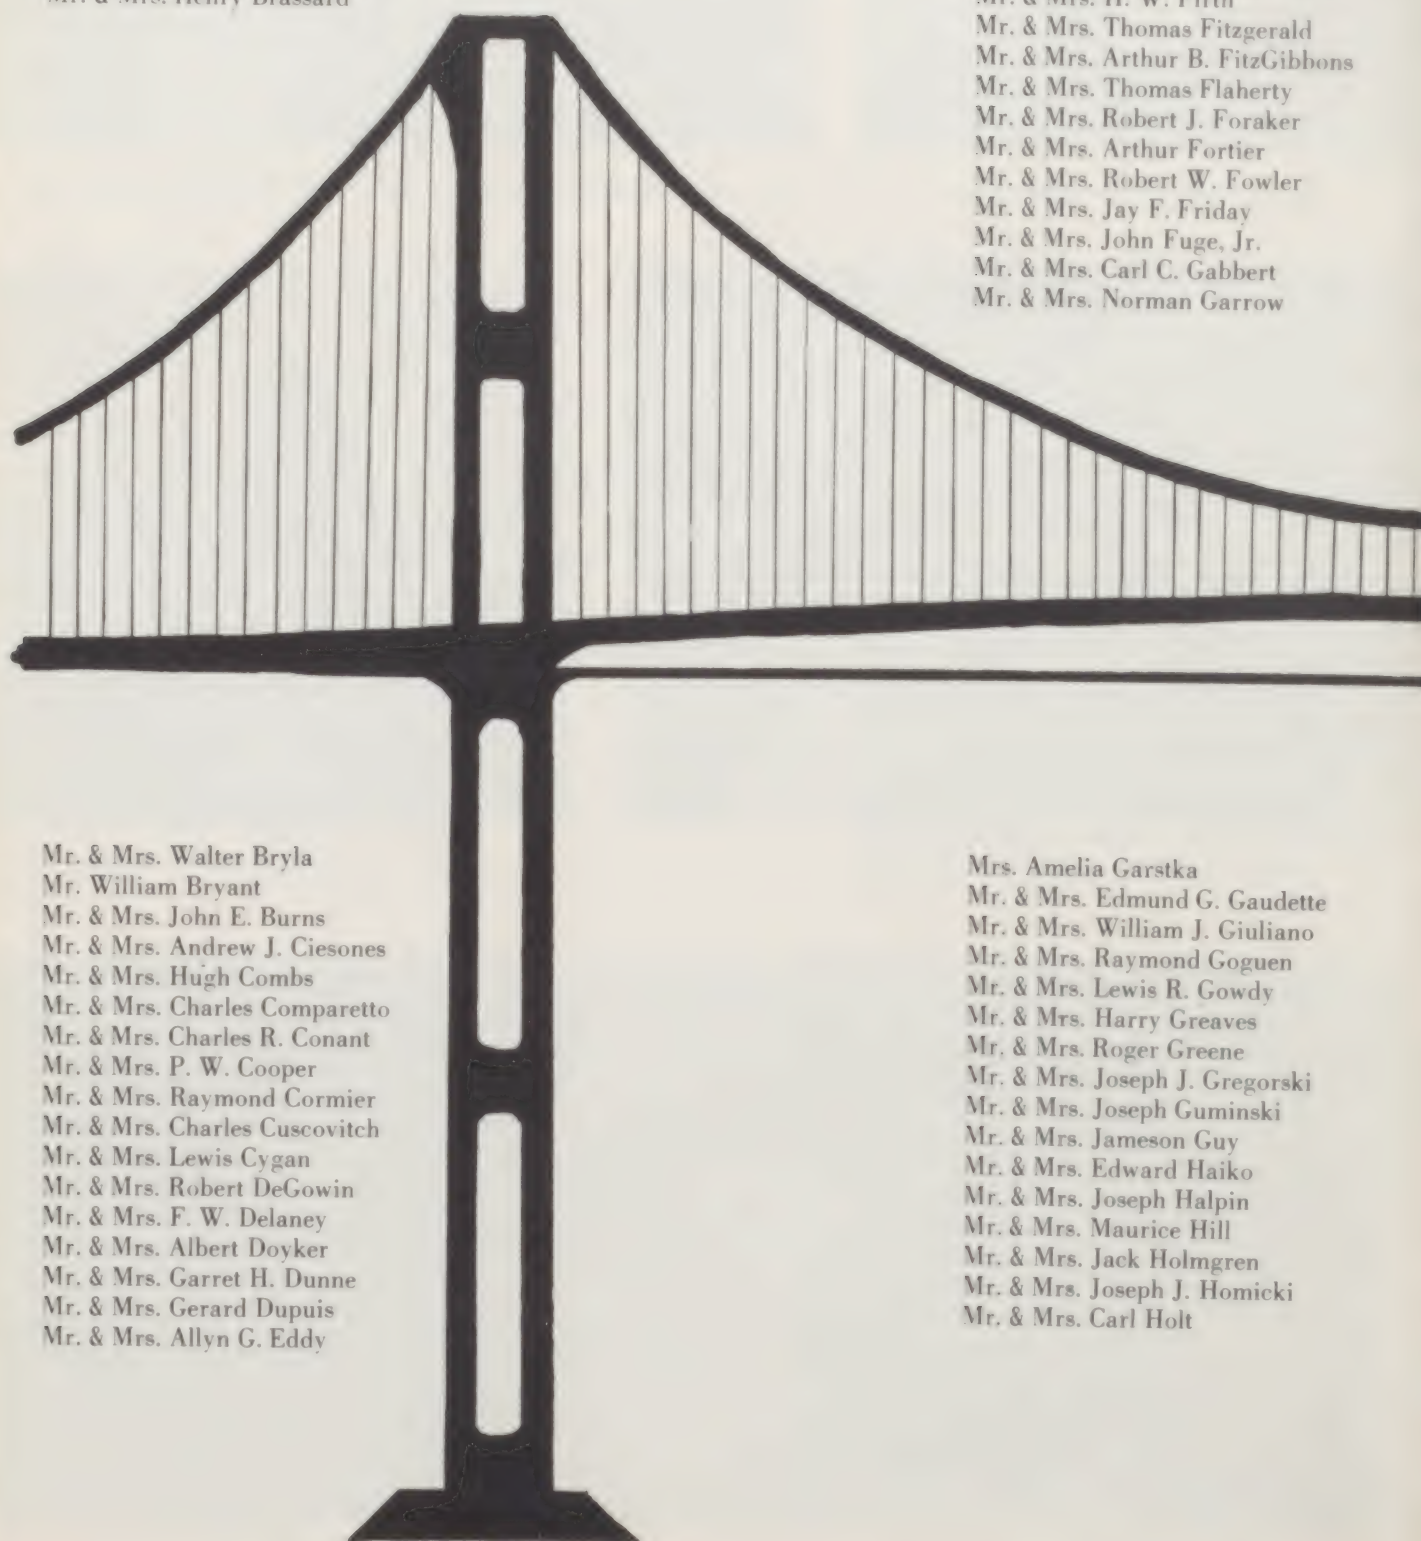 Mr. & Mrs. Henry Brassard
Mr. & Mrs. Walter Bryla
Mr. William Bryant
Mr. & Mrs. John E. Burns
Mr. & Mrs. Andrew J. Ciesones
Mr. & Mrs. Hugh Combs
Mr. & Mrs. Charles Comparetto
Mr. & Mrs. Charles R. Conant
Mr. & Mrs. P. W. Cooper
Mr. & Mrs. Raymond Cormier
Mr. & Mrs. Charles Cuscovitch
Mr. & Mrs. Lewis Cygan
Mr. & Mrs. Robert DeGowin
Mr. & Mrs. F. W. Delaney
Mr. & Mrs. Albert Doyker
Mr. & Mrs. Garret H. Dunne
Mr. & Mrs. Gerard Dupuis
Mr. & Mrs. Allyn G. Eddy
Mr. & Mrs. H. W. Firth
Mr. & Mrs. Thomas Fitzgerald
Mr. & Mrs. Arthur B. FitzGibbons
Mr. & Mrs. Thomas Flaherty
Mr. & Mrs. Robert J. Foraker
Mr. & Mrs. Arthur Fortier
Mr. & Mrs. Robert W. Fowler
Mr. & Mrs. Jay F. Friday
Mr. & Mrs. John Fuge, Jr.
Mr. & Mrs. Carl C. Gabbert
Mr. & Mrs. Norman Garrow
Mrs. Amelia Garstka
Mr. & Mrs. Edmund G. Gaudette
Mr. & Mrs. William J. Giuliano
Mr. & Mrs. Raymond Goguen
Mr. & Mrs. Lewis R. Gowdy
Mr. & Mrs. Harry Greaves
Mr. & Mrs. Roger Greene
Mr. & Mrs. Joseph J. Gregorski
Mr. & Mrs. Joseph Guminski
Mr. & Mrs. Jameson Guy
Mr. & Mrs. Edward Haiko
Mr. & Mrs. Joseph Halpin
Mr. & Mrs. Maurice Hill
Mr. & Mrs. Jack Holmgren
Mr. & Mrs. Joseph J. Homicki
Mr. & Mrs. Carl Holt